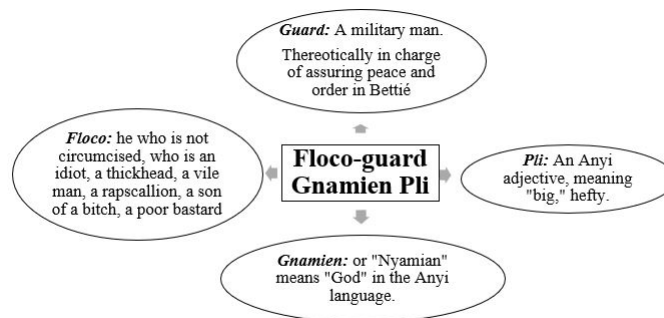 Guard: A military man.
Thereotically in charge
of assuring peace and
order in Bettié
Floco: he who is not
circumcised, who is an
idiot, a thickhead, a vile
man, a rapscallion, a son
of a bitch, a poor bastard
Floco-guard
Gnamien Pli
Pli: An Anyi
adjective, meaning
"big," hefty.
Gnamien: or "Nyamian"
means "God" in the Anyi
language.